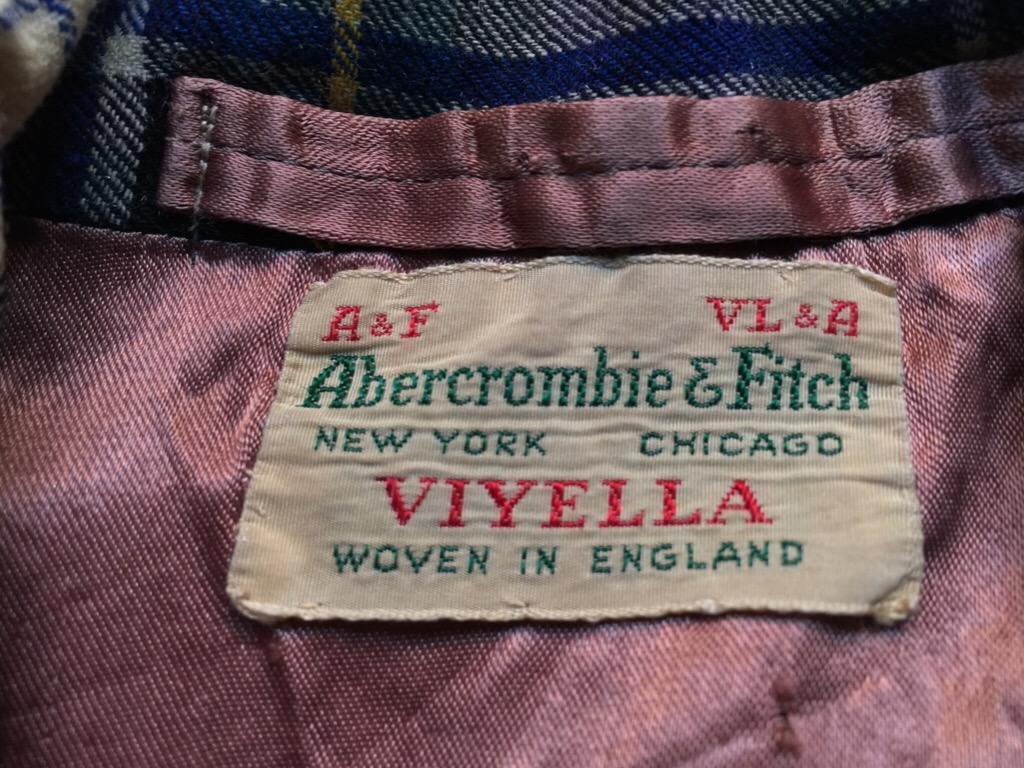 A & F VL & A
Abercrombie & Fitch
NEW YORK CHICAGO
VIYELLA
WOVEN IN ENGLAND